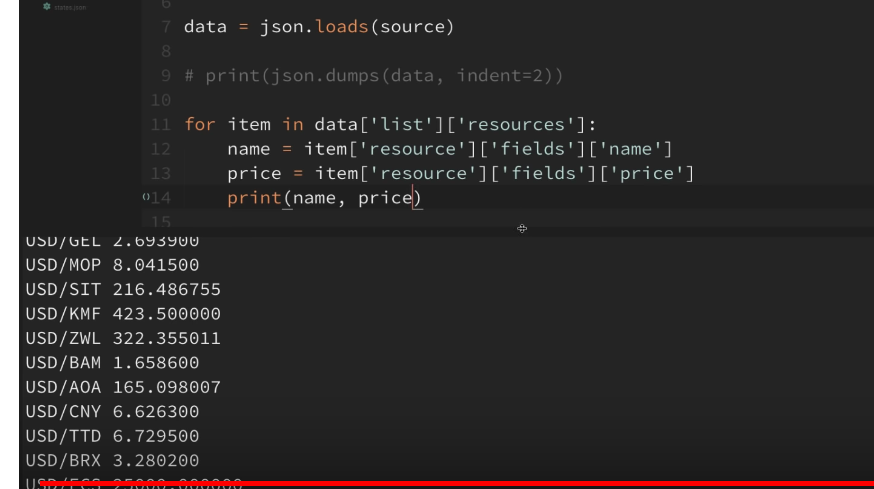 states.json
6
7 data = json.loads(source)
8
9 # print(json.dumps(data, indent=2))
10
11 for item in data['list']['resources']:
12     name = item['resource']['fields']['name']
13     price = item['resource']['fields']['price']
14     print(name, price)
15
USD/GEL 2.693900
USD/MOP 8.041500
USD/SIT 216.486755
USD/KMF 423.500000
USD/ZWL 322.355011
USD/BAM 1.658600
USD/AOA 165.098007
USD/CNY 6.626300
USD/TTD 6.729500
USD/BRX 3.280200